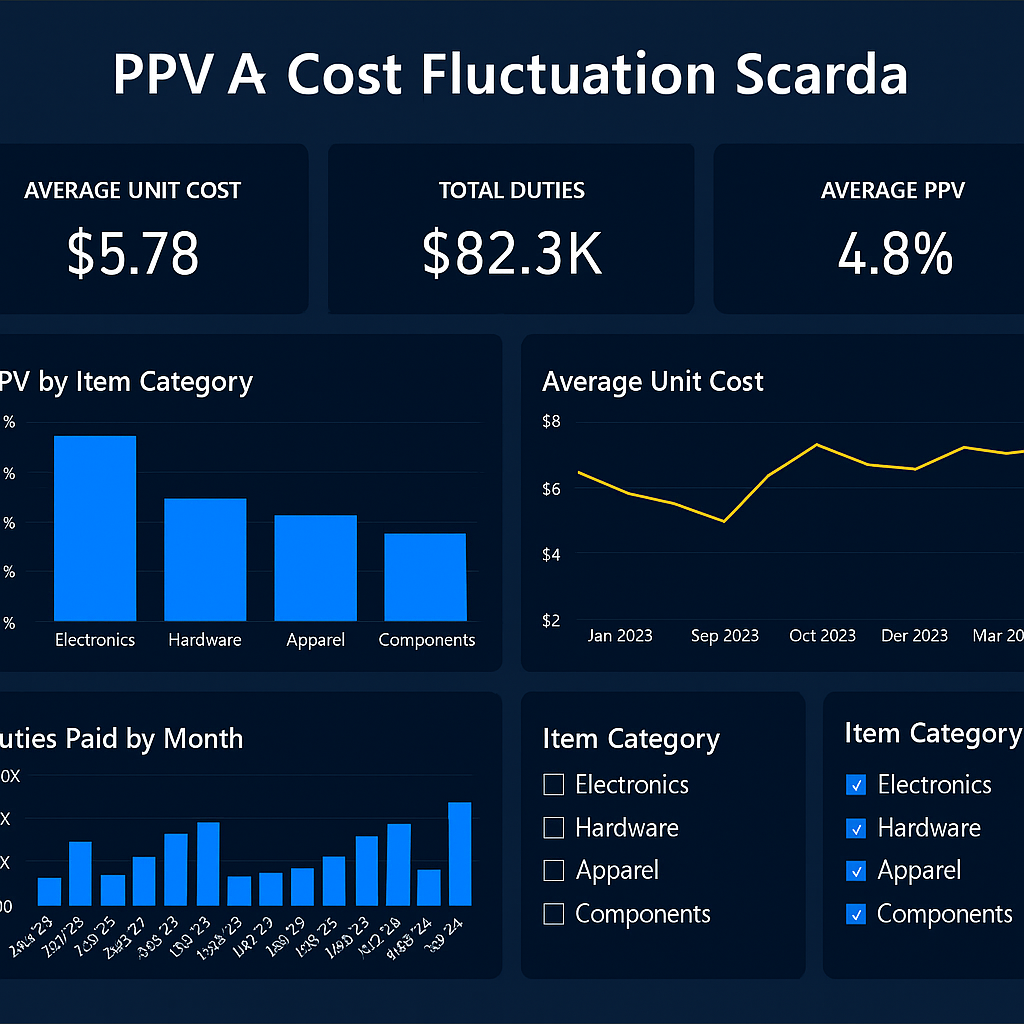 PPV A Cost Fluctuation Scarda
AVERAGE UNIT COST
$5.78
TOTAL DUTIES
$82.3K
AVERAGE PPV
4.8%
PV by Item Category
%
%
%
%
%
Electronics Hardware Apparel Components
Average Unit Cost
$8
$6
$4
$2
Jan 2023 Sep 2023 Oct 2023 Der 2023 Mar 20
uties Paid by Month
0X
X
X
00
Item Category
Electronics
Hardware
Apparel
Components
Item Category
Electronics
Hardware
Apparel
Components